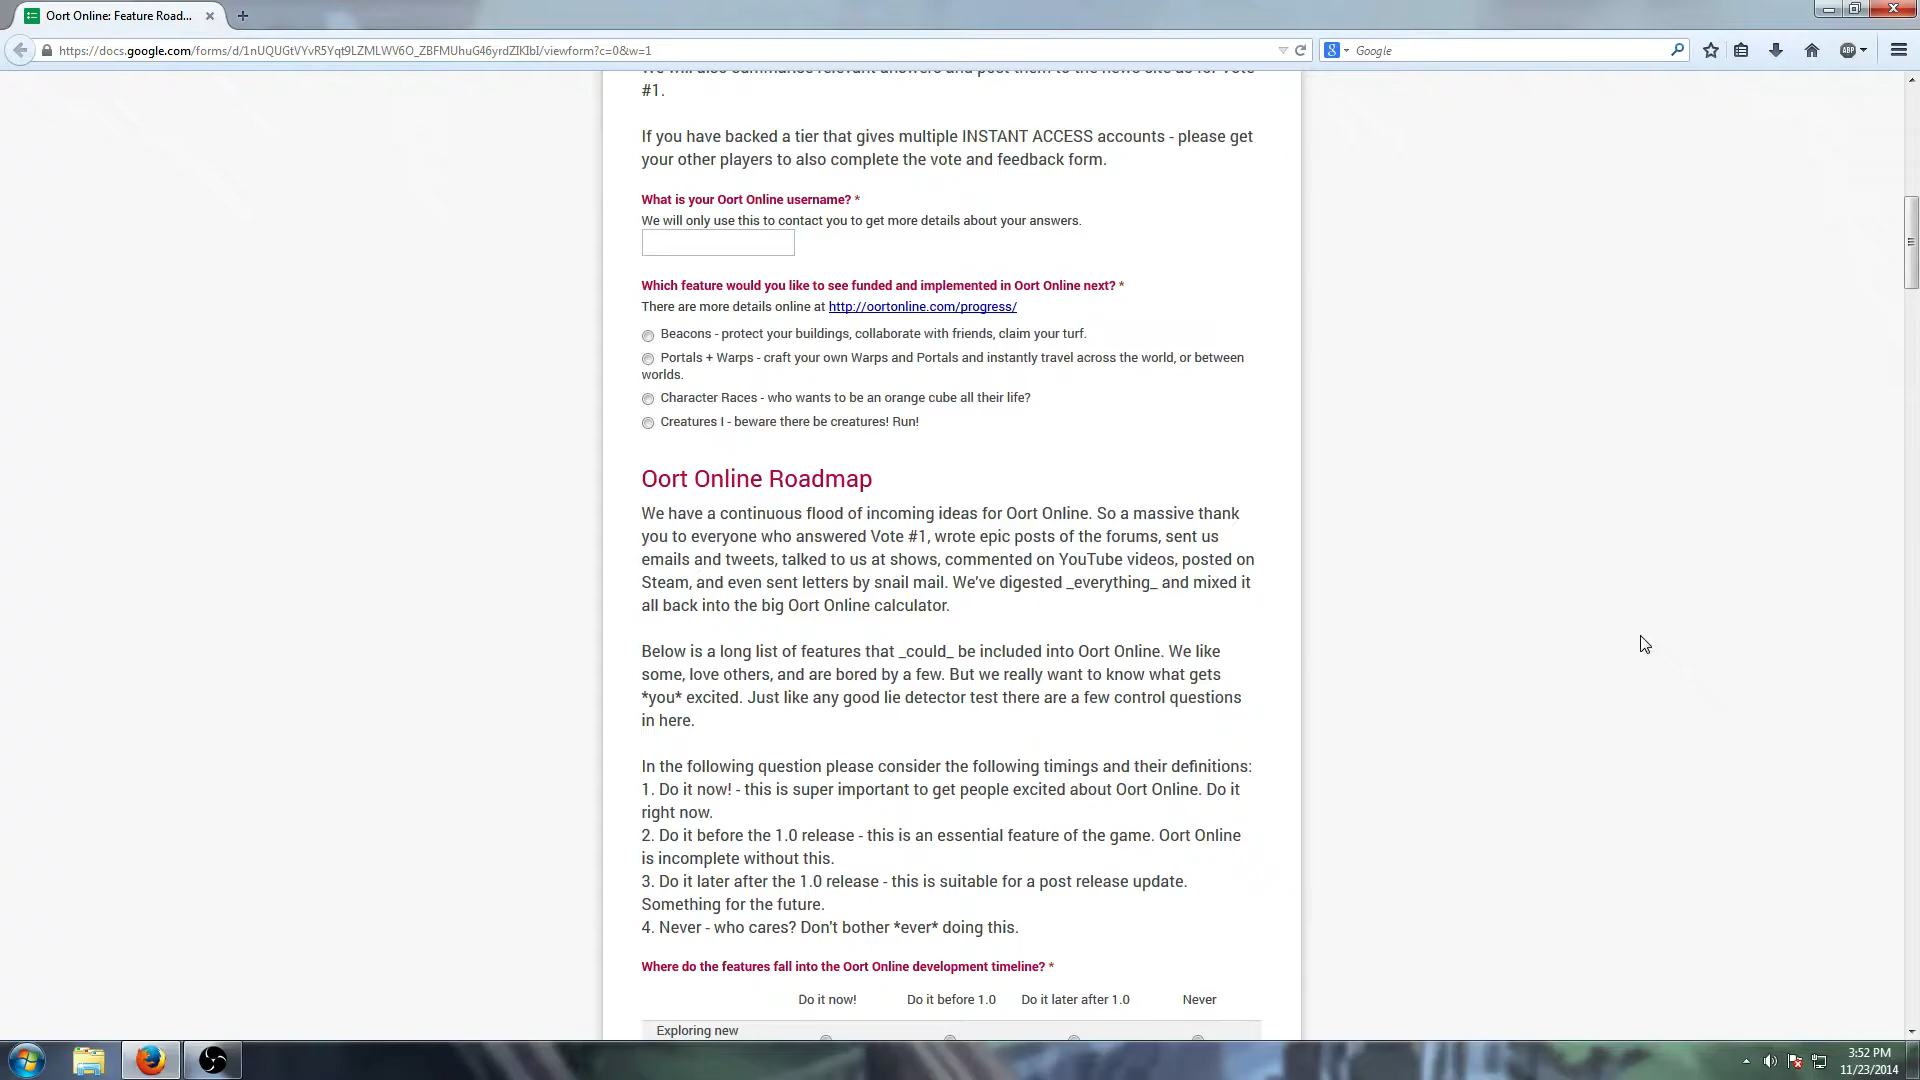 Oort Online: Feature Road...
https://docs.google.com/forms/d/1nUQUGtVYvR5Yqt9LZMLWV6O_ZBFMUhuG46yrdZIKIbI/viewform?c=0&w=1
Google
We will also summarise relevant answers and post them to the news site as for Vote
#1.
If you have backed a tier that gives multiple INSTANT ACCESS accounts - please get
your other players to also complete the vote and feedback form.
What is your Oort Online username? *
We will only use this to contact you to get more details about your answers.
Which feature would you like to see funded and implemented in Oort Online next? *
There are more details online at http://oortonline.com/progress/
Beacons - protect your buildings, collaborate with friends, claim your turf.
Portals + Warps - craft your own Warps and Portals and instantly travel across the world, or between
worlds.
Character Races - who wants to be an orange cube all their life?
Creatures I - beware there be creatures! Run!
Oort Online Roadmap
We have a continuous flood of incoming ideas for Oort Online. So a massive thank
you to everyone who answered Vote #1, wrote epic posts of the forums, sent us
emails and tweets, talked to us at shows, commented on YouTube videos, posted on
Steam, and even sent letters by snail mail. We've digested _everything_ and mixed it
all back into the big Oort Online calculator.
Below is a long list of features that _could_ be included into Oort Online. We like
some, love others, and are bored by a few. But we really want to know what gets
*you* excited. Just like any good lie detector test there are a few control questions
in here.
In the following question please consider the following timings and their definitions:
1. Do it now! - this is super important to get people excited about Oort Online. Do it
right now.
2. Do it before the 1.0 release - this is an essential feature of the game. Oort Online
is incomplete without this.
3. Do it later after the 1.0 release - this is suitable for a post release update.
Something for the future.
4. Never - who cares? Don't bother *ever* doing this.
Where do the features fall into the Oort Online development timeline? *
Do it now! Do it before 1.0 Do it later after 1.0 Never
Exploring new
3:52 PM
11/23/2014